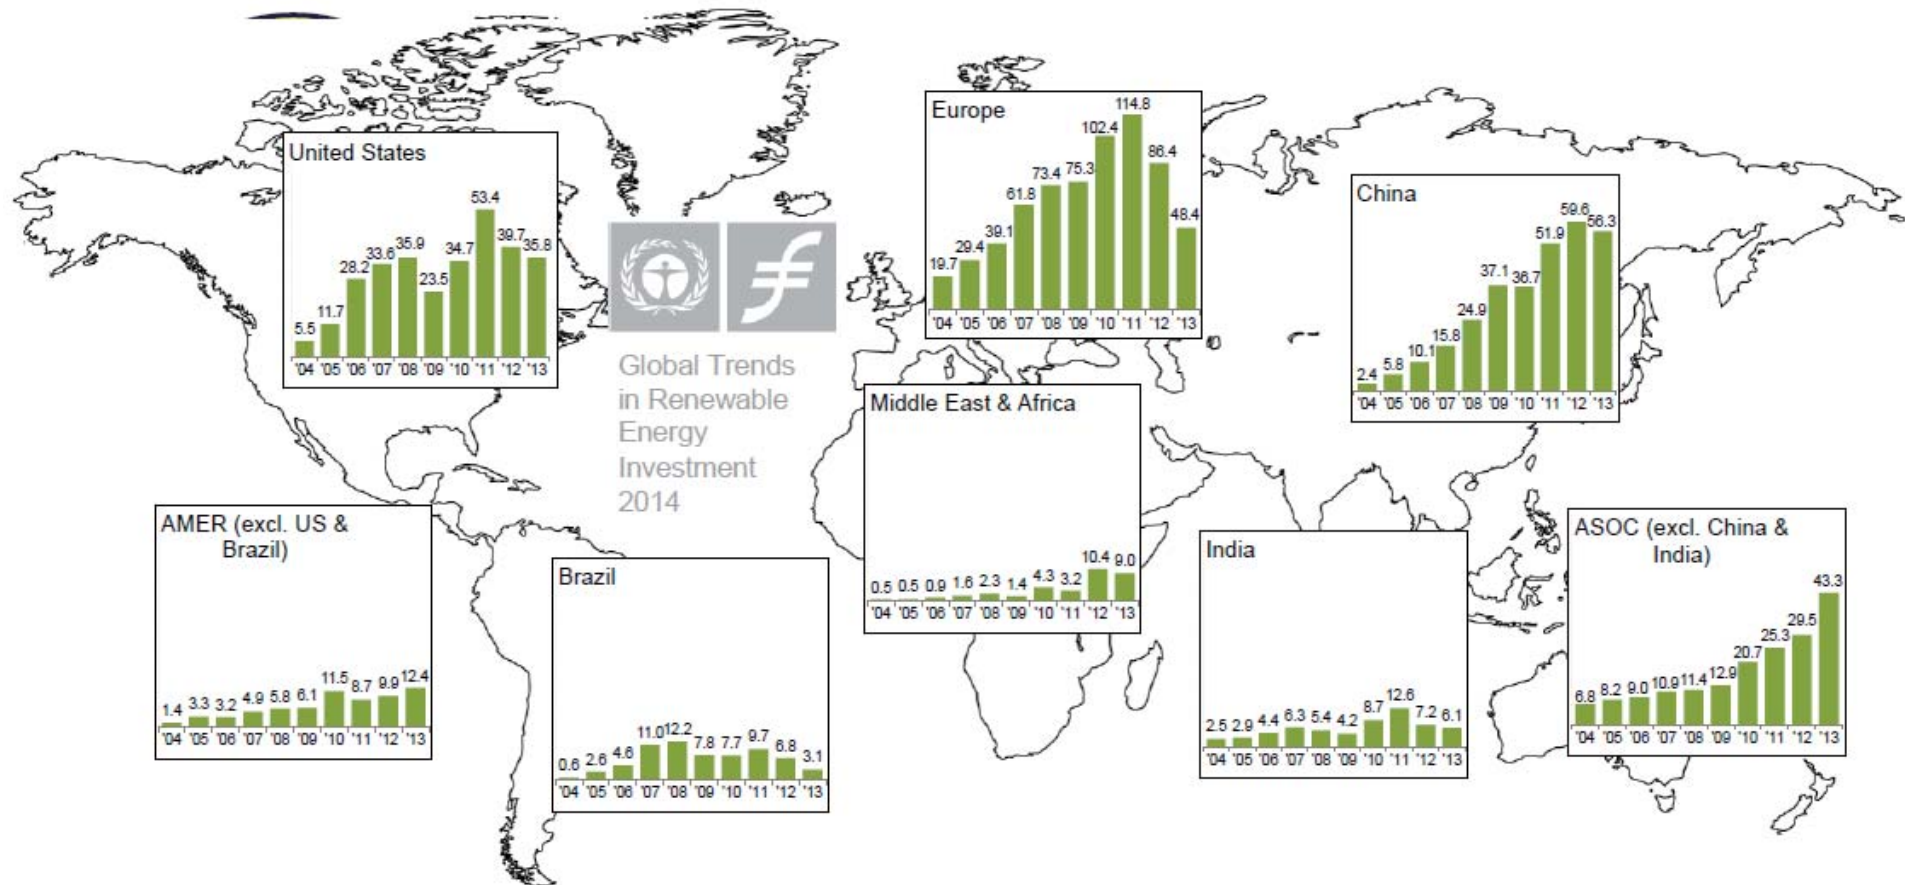 United States
5.5 11.7 28.2 33.6 35.9 23.5 34.7 53.4 39.7 35.8
'04 '05 '06 '07 '08 '09 '10 '11 '12 '13
Europe
19.7 29.4 39.1 61.8 73.4 75.3 102.4 114.8 86.4 48.4
'04 '05 '06 '07 '08 '09 '10 '11 '12 '13
China
2.4 5.8 10.1 15.8 24.9 37.1 36.7 51.9 59.6 56.3
'04 '05 '06 '07 '08 '09 '10 '11 '12 '13
Global Trends
in Renewable
Energy
Investment
2014
Middle East & Africa
0.5 0.5 0.9 1.6 2.3 1.4 4.3 3.2 10.4 9.0
'04 '05 '06 '07 '08 '09 '10 '11 '12 '13
AMER (excl. US &
Brazil)
1.4 3.3 3.2 4.9 5.8 6.1 11.5 8.7 9.9 12.4
'04 '05 '06 '07 '08 '09 '10 '11 '12 '13
Brazil
0.6 2.6 4.6 11.0 12.2 7.8 7.7 9.7 6.8 3.1
'04 '05 '06 '07 '08 '09 '10 '11 '12 '13
India
2.5 2.9 4.4 6.3 5.4 4.2 8.7 12.6 7.2 6.1
'04 '05 '06 '07 '08 '09 '10 '11 '12 '13
ASOC (excl. China &
India)
6.8 8.2 9.0 10.9 11.4 12.9 20.7 25.3 29.5 43.3
'04 '05 '06 '07 '08 '09 '10 '11 '12 '13